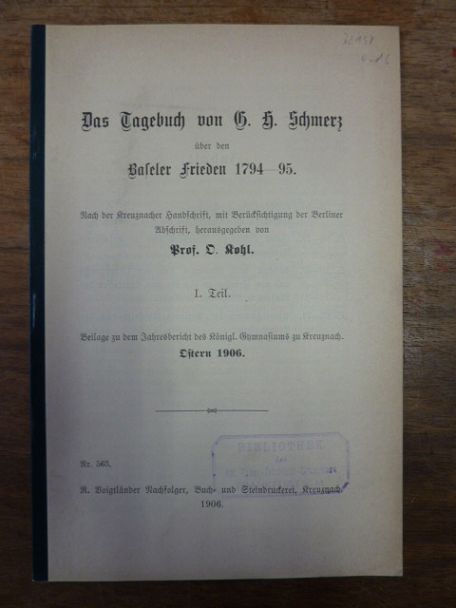 Das Tagebuch von G. H. Schmerz
über den
Baseler Frieden 1794—95.
Nach der Kreuznacher Handschrift, mit Berücksichtigung der Berliner
Abschrift, herausgegeben von
Prof. O. Kohl.
I. Teil.
Beilage zu dem Jahresbericht des Königl. Gymnasiums zu Kreuznach.
Ostern 1906.
BIBLIOTHEK
Nr. 563.
R. Voigtländer Nachfolger, Buch- und Steindruckerei, Kreuznach.
1906.